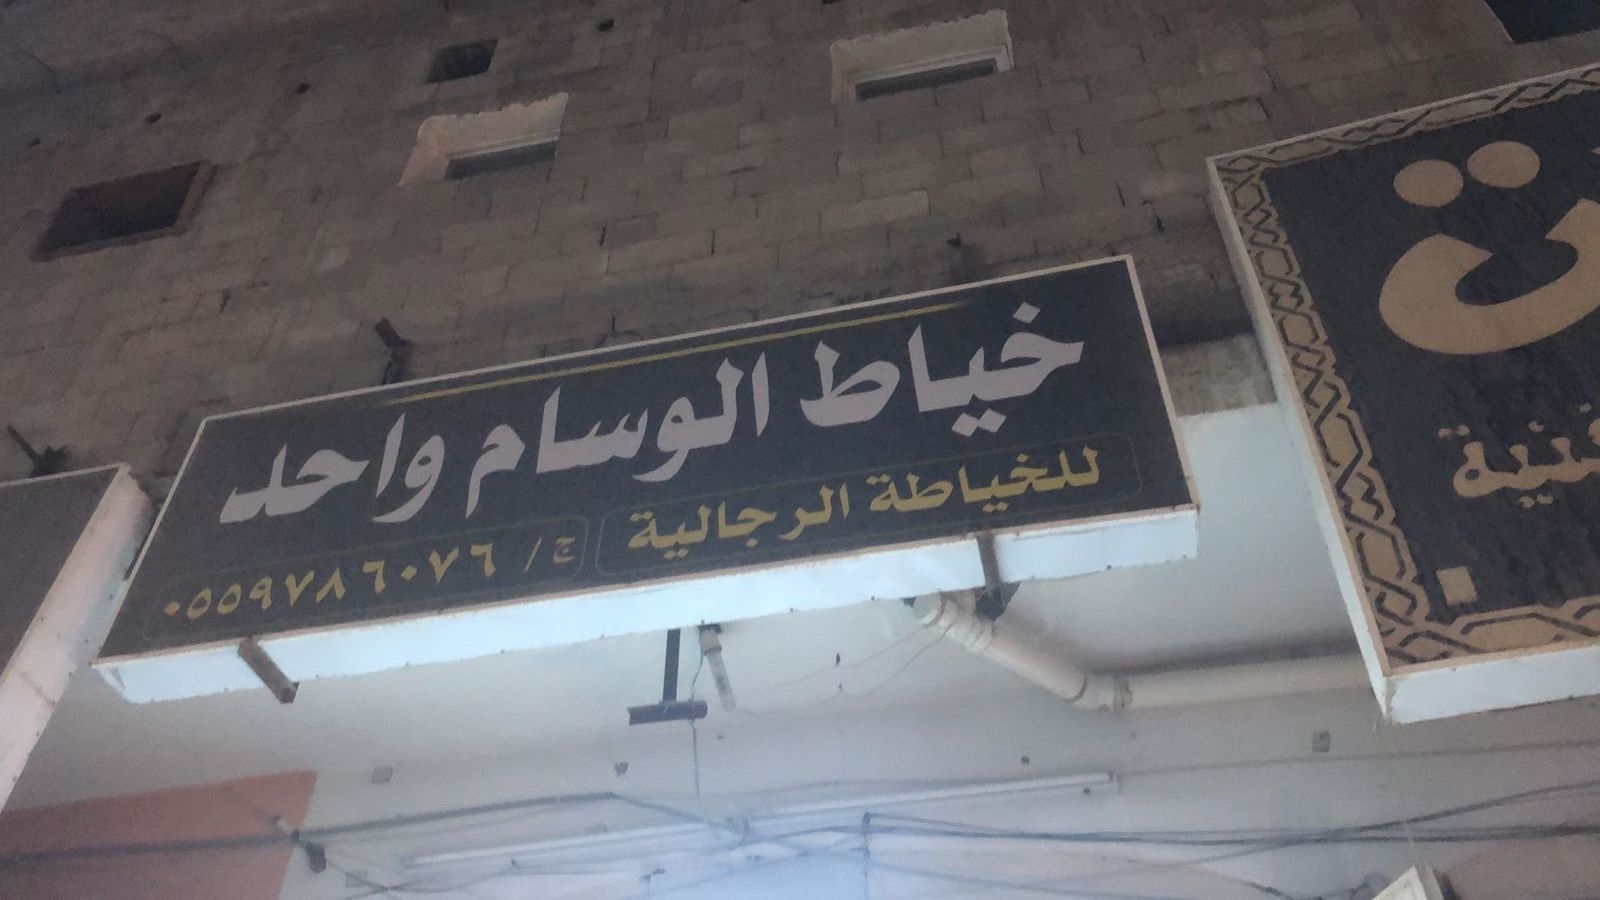 خياط الوسام واحد
للخياطة الرجالية
ج / ٠٥٥٩٧٨٦٠٧٦